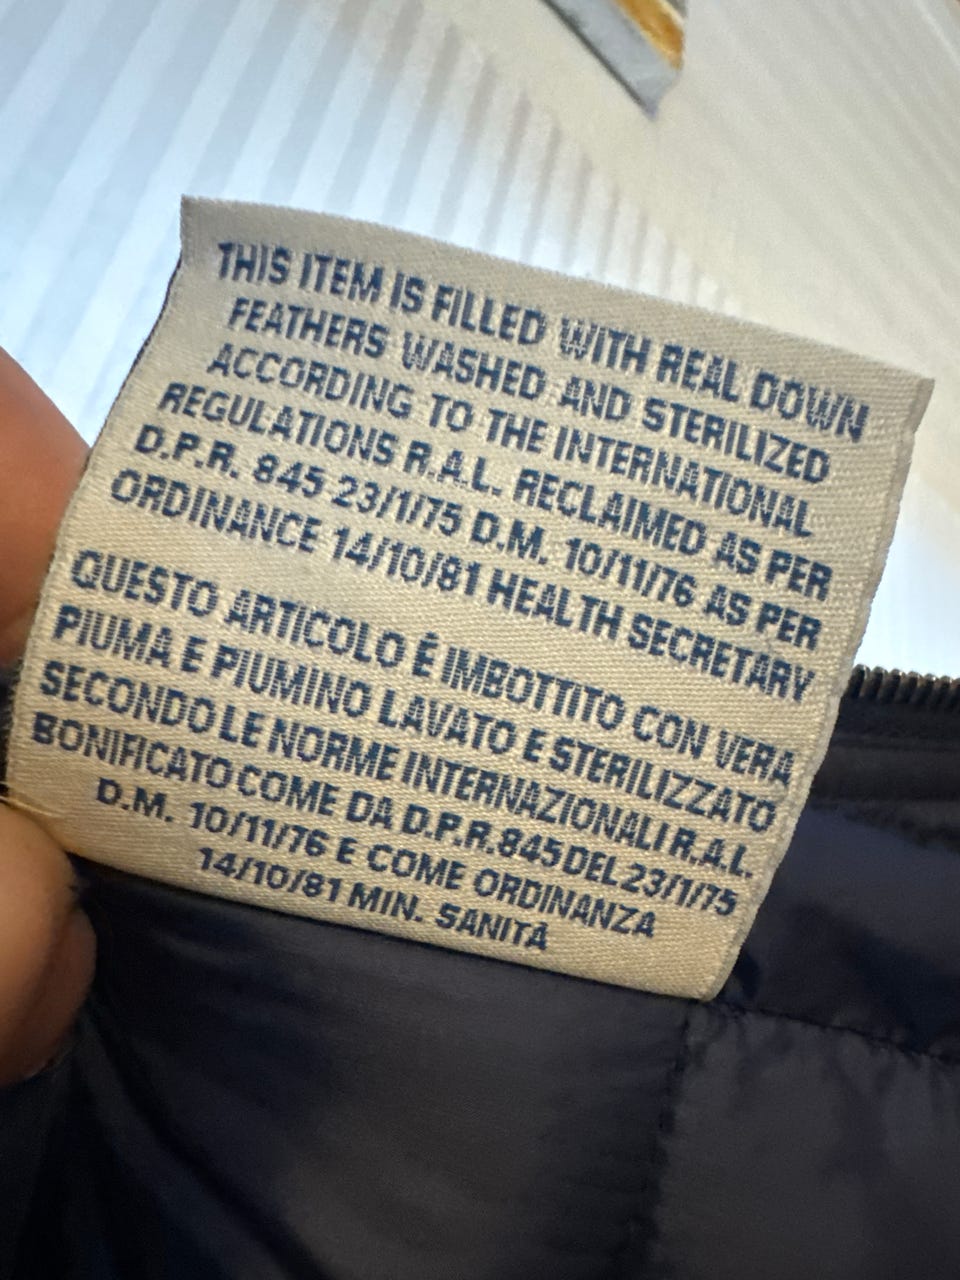 THIS ITEM IS FILLED WITH REAL DOWN
FEATHERS WASHED AND STERILIZED
ACCORDING TO THE INTERNATIONAL
REGULATIONS R.A.L. RECLAIMED AS PER
D.P.R. 845 23/1/75 D.M. 10/11/76 AS PER
ORDINANCE 14/10/81 HEALTH SECRETARY
QUESTO ARTICOLO É IMBOTTITO CON VERA
PIUMA E PIUMINO LAVATO E STERILIZZATO
SECONDO LE NORME INTERNAZIONALI R.A.L.
BONIFICATO COME DA D.P.R. 845 DEL 23/1/75
D.M. 10/11/76 E COME ORDINANZA
14/10/81 MIN. SANITÀ